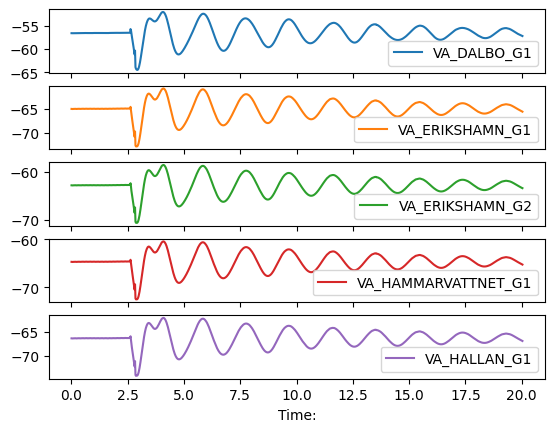 −55
−60
−65
VA_DALBO_G1
−65
−70
VA_ERIKSHAMN_G1
−60
−70
VA_ERIKSHAMN_G2
−60
−70
VA_HAMMARVATTNET_G1
−65
−70
VA_HALLAN_G1
0.0 2.5 5.0 7.5 10.0 12.5 15.0 17.5 20.0
Time: